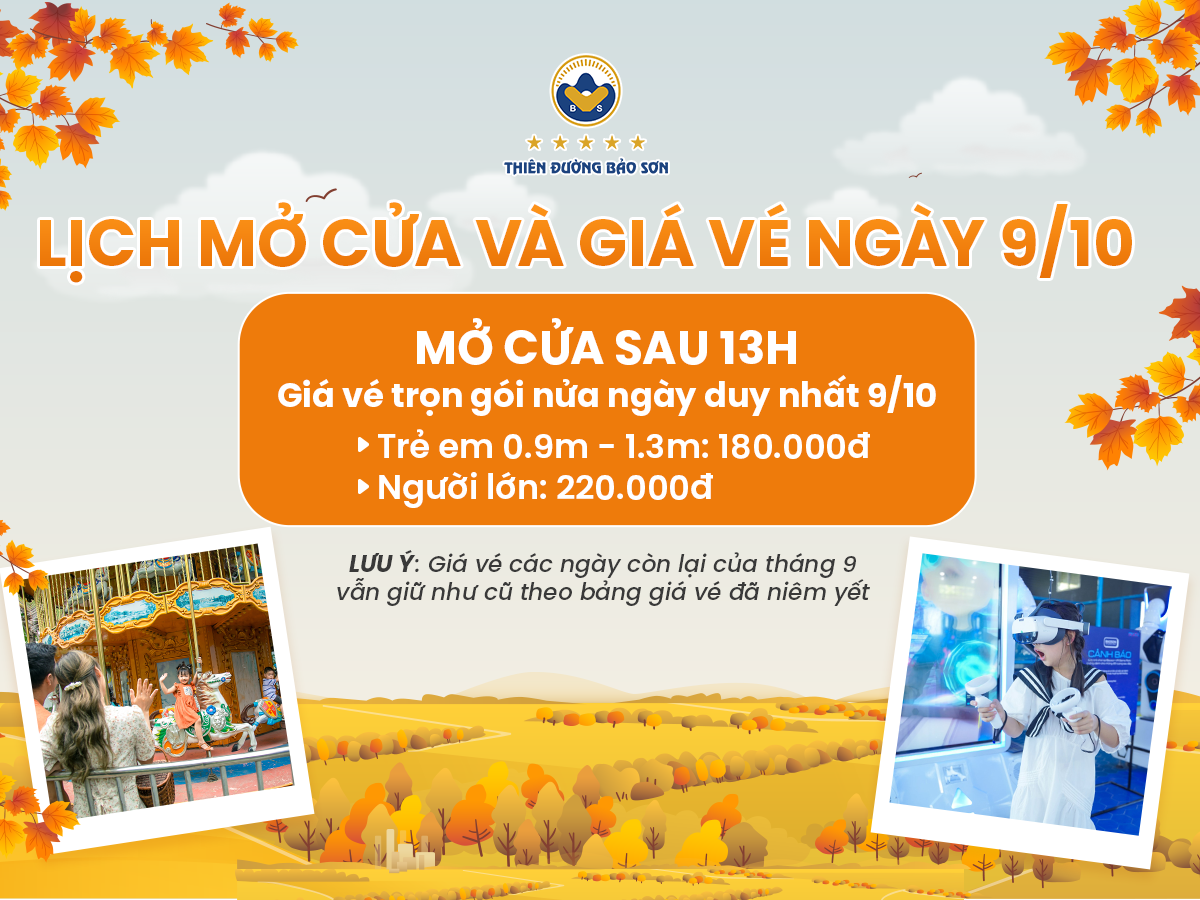 B S
THIÊN ĐƯỜNG BẢO SƠN
LỊCH MỞ CỬA VÀ GIÁ VÉ NGÀY 9/10
MỞ CỬA SAU 13H
Giá vé trọn gói nửa ngày duy nhất 9/10
Trẻ em 0.9m - 1.3m: 180.000đ
Người lớn: 220.000đ
LƯU Ý: Giá vé các ngày còn lại của tháng 9
vẫn giữ như cũ theo bảng giá vé đã niêm yết
CẢNH BÁO